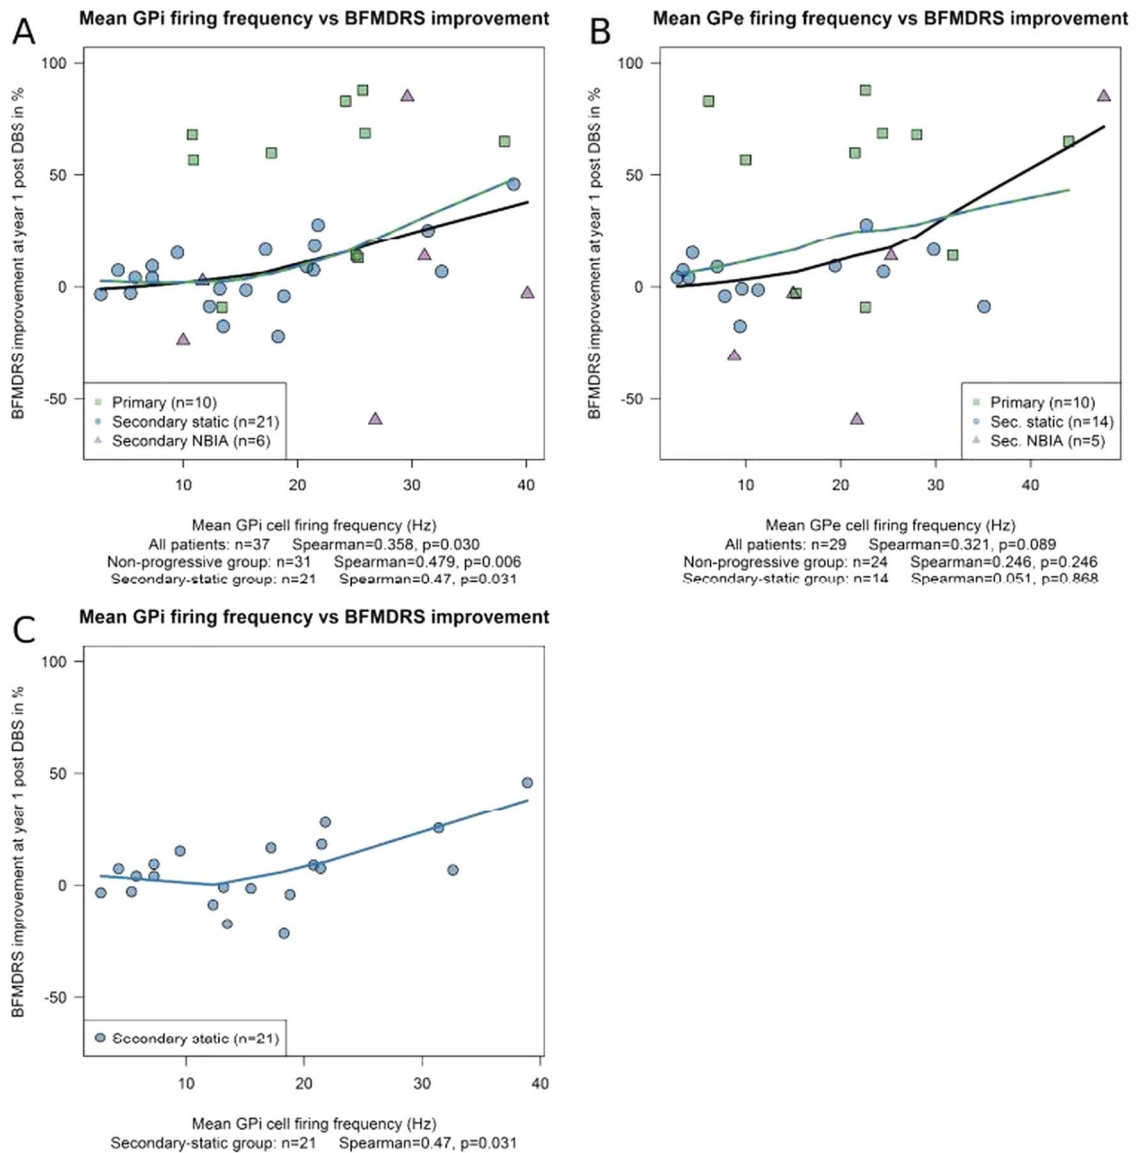 A
Mean GPi firing frequency vs BFMDRS improvement
BFMDRS improvement at year 1 post DBS in %
100
50
0
-50
Primary (n=10)
Secondary static (n=21)
Secondary NBIA (n=6)
10 20 30 40
Mean GPi cell firing frequency (Hz)
All patients: n=37 Spearman=0.358, p=0.030
Non-progressive group: n=31 Spearman=0.479, p=0.006
Secondary-static group: n=21 Spearman=0.47, p=0.031
B
Mean GPe firing frequency vs BFMDRS improvement
BFMDRS improvement at year 1 post DBS in %
100
50
0
-50
Primary (n=10)
Sec. static (n=14)
Sec. NBIA (n=5)
10 20 30 40
Mean GPe cell firing frequency (Hz)
All patients: n=29 Spearman=0.321, p=0.089
Non-progressive group: n=24 Spearman=0.246, p=0.246
Secondary-static group: n=14 Spearman=0.051, p=0.868
C
Mean GPi firing frequency vs BFMDRS improvement
BFMDRS improvement at year 1 post DBS in %
100
50
0
-50
Secondary static (n=21)
10 20 30 40
Mean GPi cell firing frequency (Hz)
Secondary-static group: n=21 Spearman=0.47, p=0.031